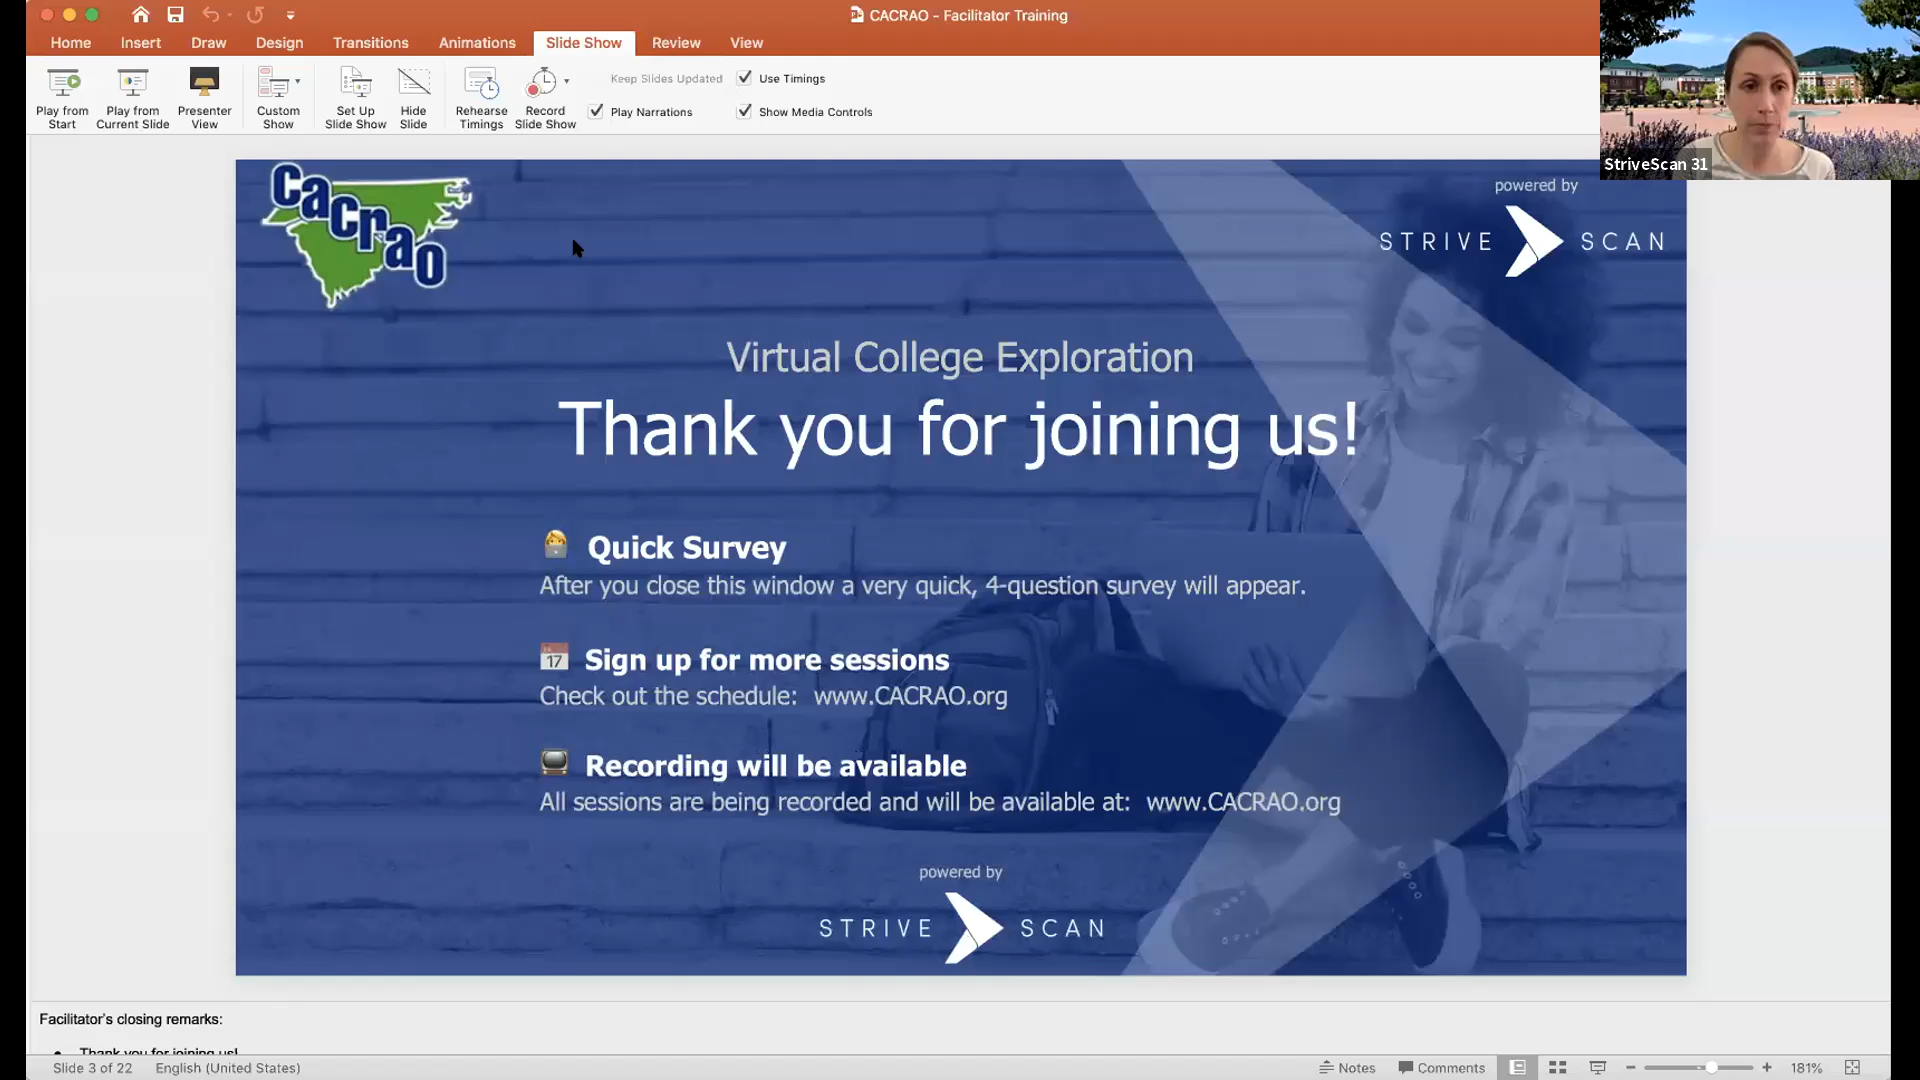 CACRAO - Facilitator Training
Home Insert Draw Design Transitions Animations Slide Show Review View
Play from Start
Play from Current Slide
Presenter View
Custom Show
Set Up Slide Show
Hide Slide
Rehearse Timings
Record Slide Show
Keep Slides Updated
Use Timings
Play Narrations
Show Media Controls
StriveScan 31
CaCraO
powered by
STRIVE SCAN
Virtual College Exploration
Thank you for joining us!
Quick Survey
After you close this window a very quick, 4-question survey will appear.
17
Sign up for more sessions
Check out the schedule: www.CACRAO.org
Recording will be available
All sessions are being recorded and will be available at: www.CACRAO.org
powered by
STRIVE SCAN
Facilitator's closing remarks:
• Thank you for joining us!
Slide 3 of 22 English (United States) Notes Comments 181%